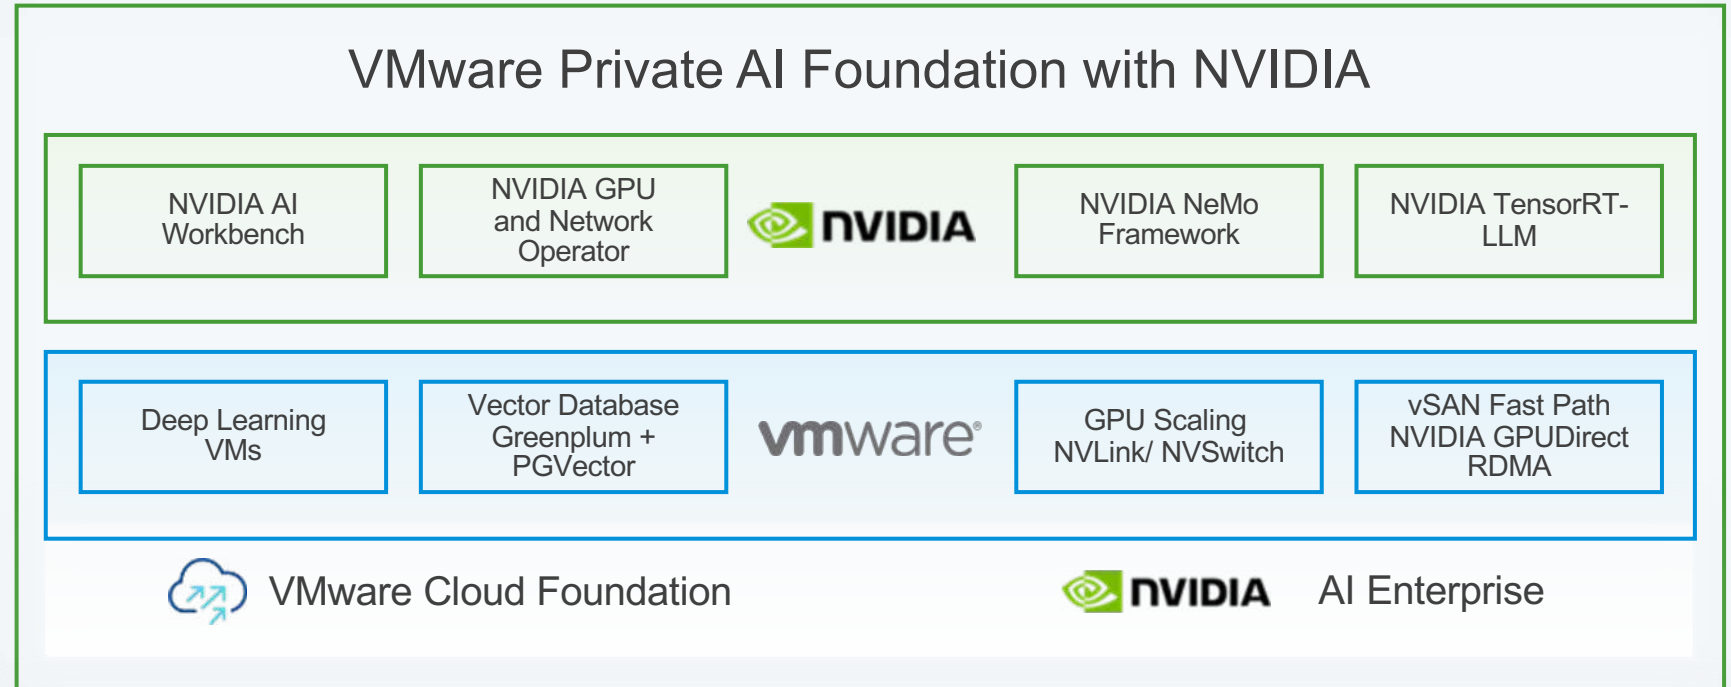 VMware Private AI Foundation with NVIDIA
NVIDIA AI
Workbench
NVIDIA GPU
and Network
Operator
NVIDIA
NVIDIA NeMo
Framework
NVIDIA TensorRT-
LLM
Deep Learning
VMs
Vector Database
Greenplum +
PGVector
vmware®
GPU Scaling
NVLink/ NVSwitch
vSAN Fast Path
NVIDIA GPUDirect
RDMA
VMware Cloud Foundation
NVIDIA AI Enterprise